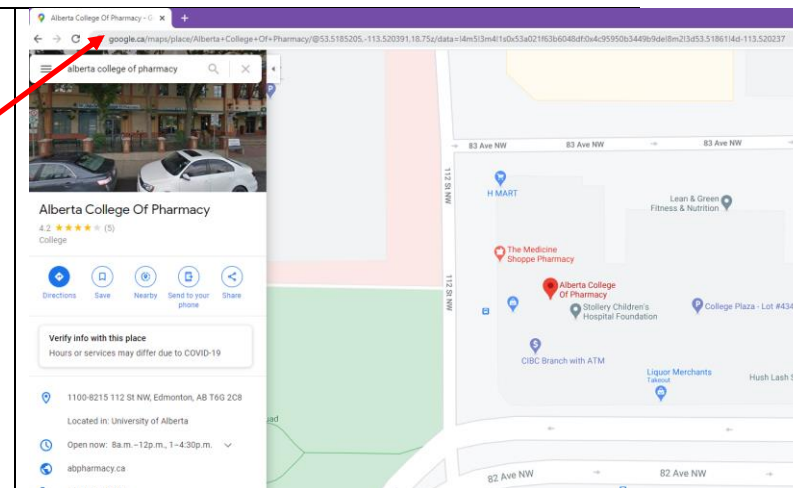 Alberta College Of Pharmacy - G
google.ca/maps/place/Alberta+College+Of+Pharmacy/@53.5185205,-113.520391,18.75z/data=!4m5!3m4!1s0x53a021f63b6048df:0x4c95950b3449b9de!8m2!3d53.51861!4d-113.520237
alberta college of pharmacy
Alberta College Of Pharmacy
4.2 (5)
College
Directions
Save
Nearby
Send to your phone
Share
Verify info with this place
Hours or services may differ due to COVID-19
1100-8215 112 St NW, Edmonton, AB T6G 2C8
Located in: University of Alberta
Open now: 8a.m.–12p.m., 1–4:30p.m.
abpharmacy.ca
83 Ave NW
83 Ave NW
83 Ave NW
112 St NW
H MART
Lean & Green
Fitness & Nutrition
The Medicine
Shoppe Pharmacy
112 St NW
Alberta College
Of Pharmacy
Stollery Children's
Hospital Foundation
College Plaza - Lot #434
CIBC Branch with ATM
Liquor Merchants
Takeout
Hush Lash
uad
82 Ave NW
82 Ave NW